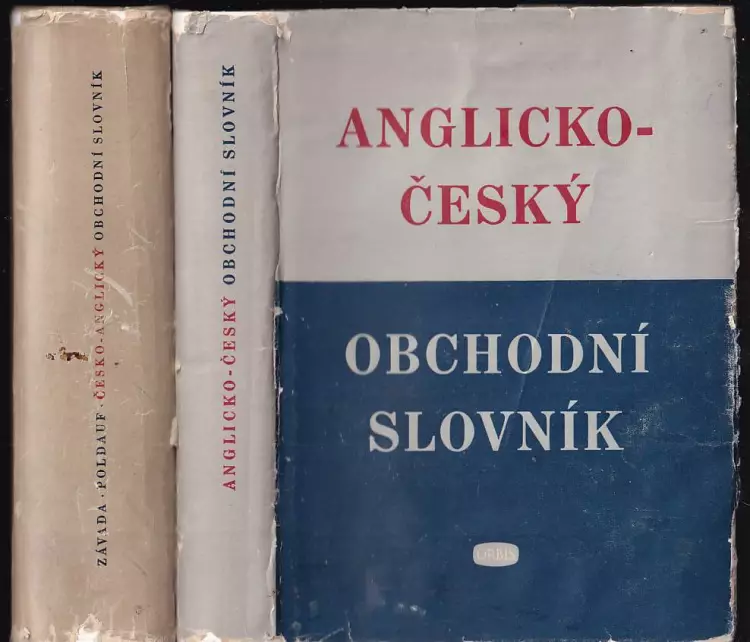 ZÁVADA · POLDAUF · ČESKO-ANGLICKÝ OBCHODNÍ SLOVNÍK
ANGLICKO-ČESKÝ OBCHODNÍ SLOVNÍK
ANGLICKO-
ČESKÝ
OBCHODNÍ
SLOVNÍK
ORBIS